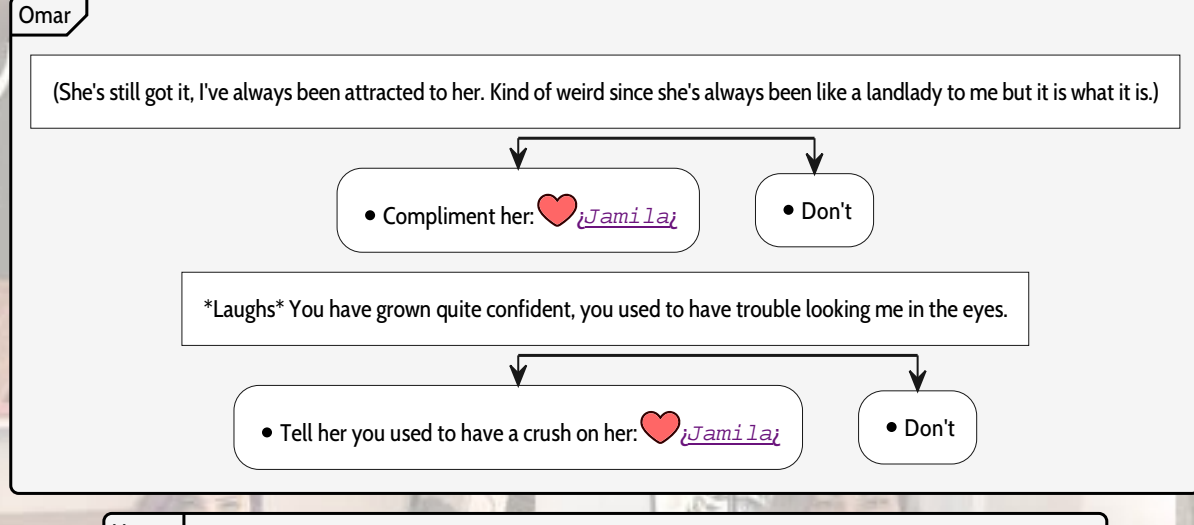 Omar
(She's still got it, I've always been attracted to her. Kind of weird since she's always been like a landlady to me but it is what it is.)
• Compliment her: ❤️¡Jamila¡
• Don't
*Laughs* You have grown quite confident, you used to have trouble looking me in the eyes.
• Tell her you used to have a crush on her: ❤️¡Jamila¡
• Don't